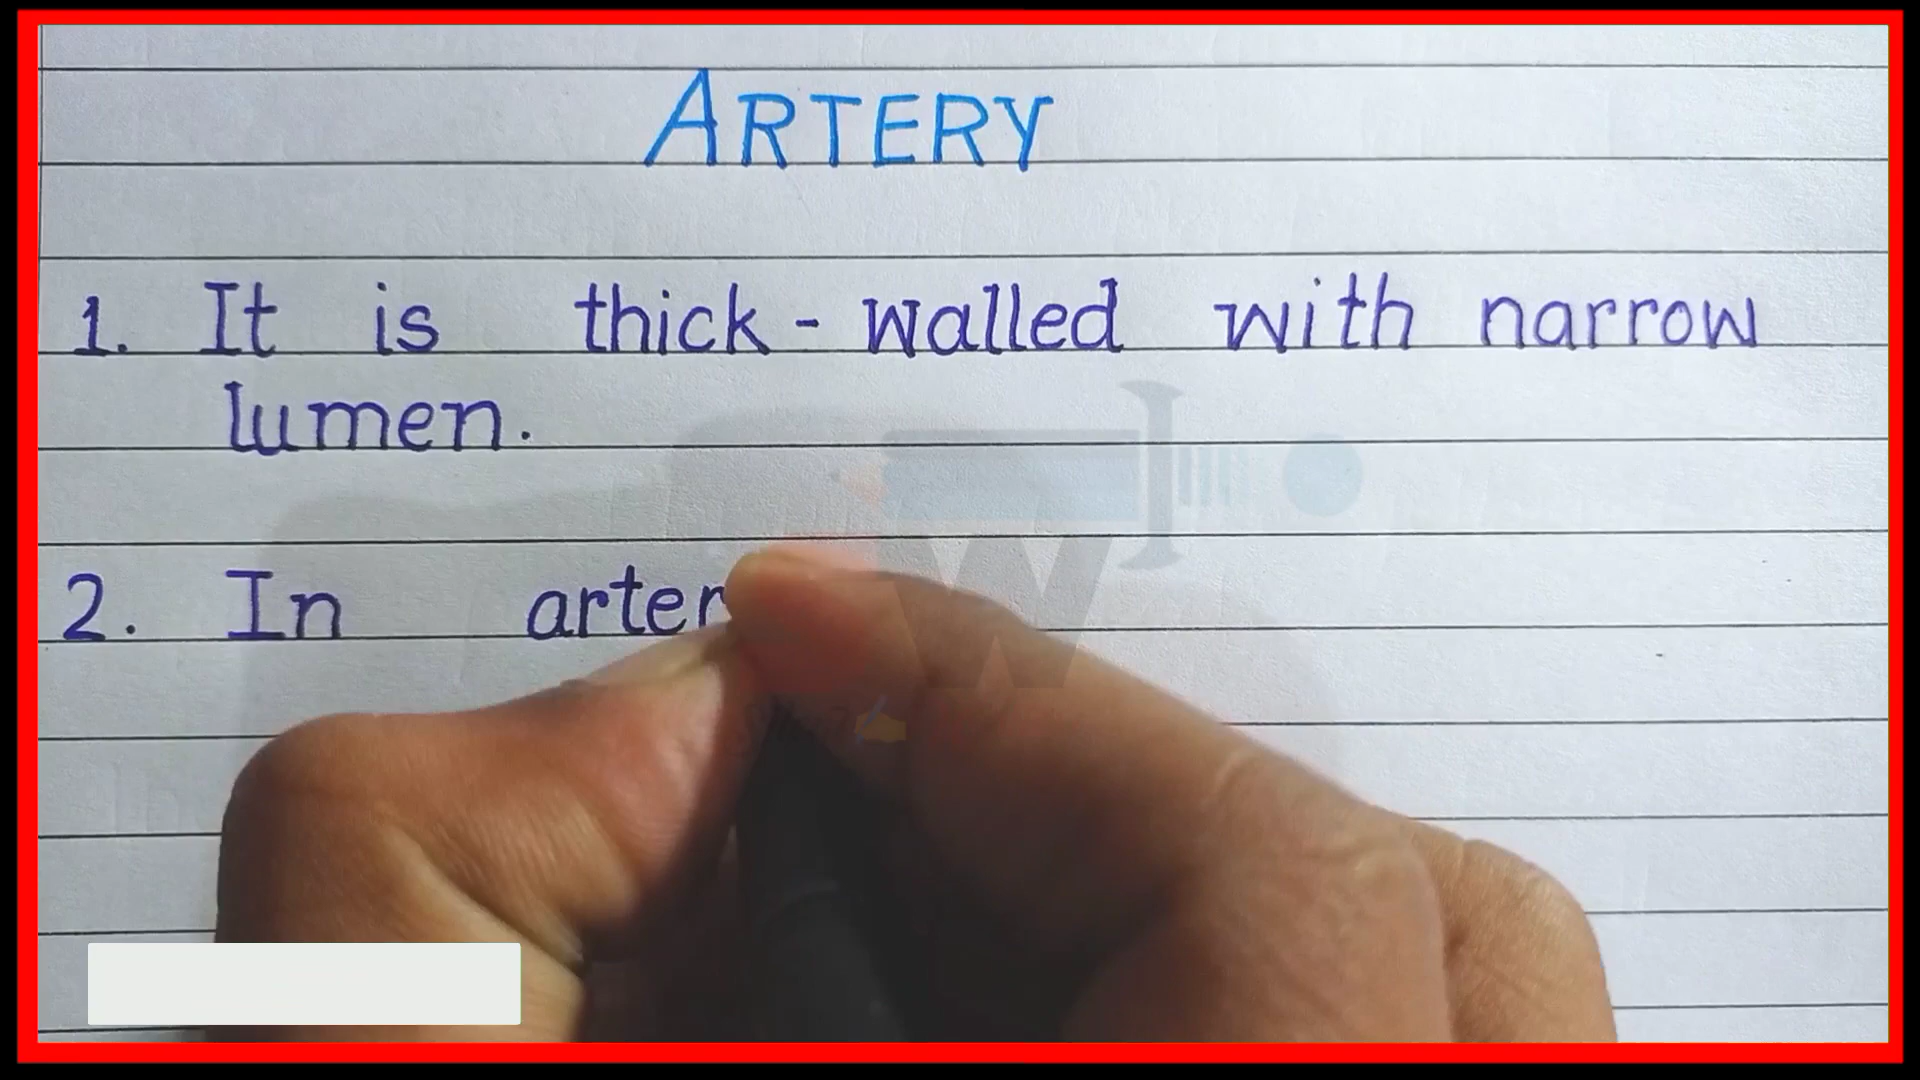 ARTERY
1. It is thick - walled with narrow
lumen.
2. In arter